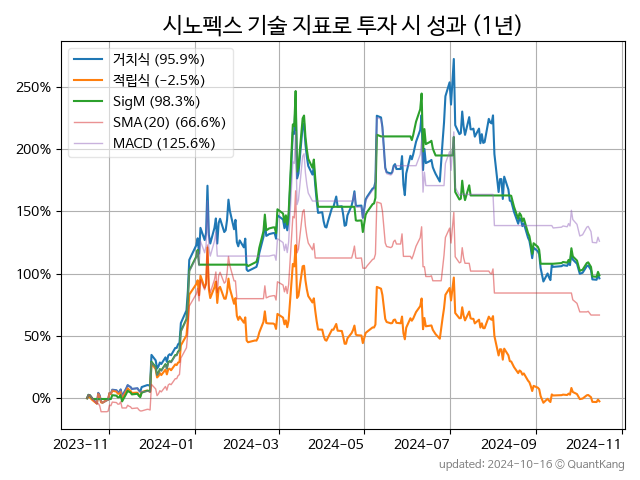 시노펙스 기술 지표로 투자 시 성과 (1년)
거치식 (95.9%)
적립식 (−2.5%)
SigM (98.3%)
SMA(20) (66.6%)
MACD (125.6%)
250%
200%
150%
100%
50%
0%
2023-11 2024-01 2024-03 2024-05 2024-07 2024-09 2024-11
updated: 2024-10-16 © QuantKang